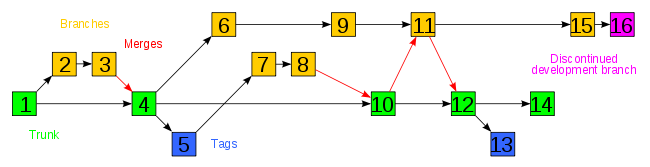 Branches
6
9
11
15
16
Merges
2
3
7
8
Discontinued
development branch
1
4
10
12
14
Trunk
5
Tags
13